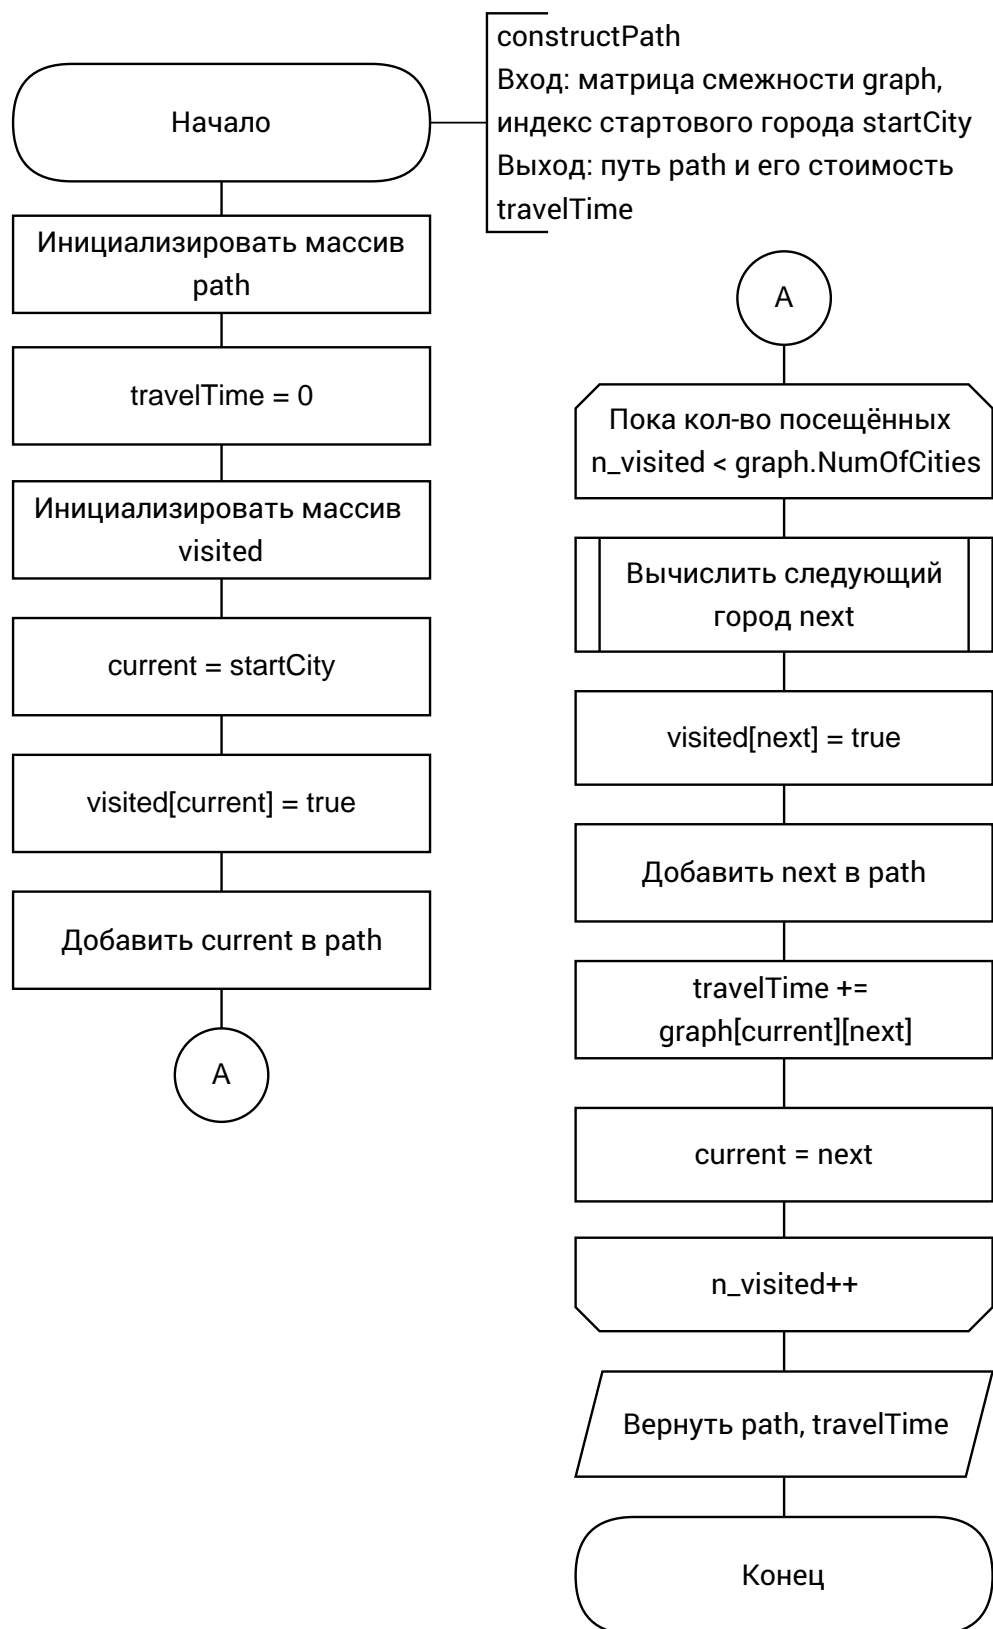 Начало
constructPath
Вход: матрица смежности graph,
индекс стартового города startCity
Выход: путь path и его стоимость
travelTime
Инициализировать массив
path
travelTime = 0
Инициализировать массив
visited
current = startCity
visited[current] = true
Добавить current в path
A
A
Пока кол-во посещённых
n_visited < graph.NumOfCities
Вычислить следующий
город next
visited[next] = true
Добавить next в path
travelTime +=
graph[current][next]
current = next
n_visited++
Вернуть path, travelTime
Конец